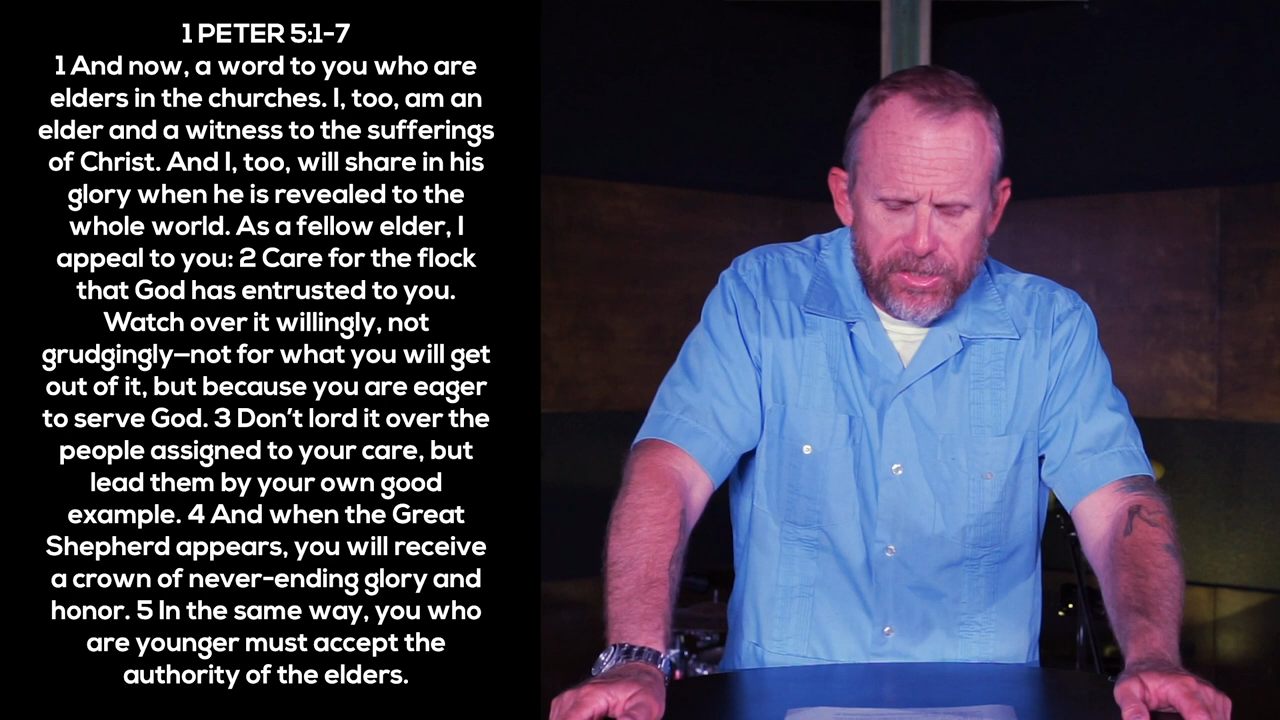 1 PETER 5:1-7
1 And now, a word to you who are
elders in the churches. I, too, am an
elder and a witness to the sufferings
of Christ. And I, too, will share in his
glory when he is revealed to the
whole world. As a fellow elder, I
appeal to you: 2 Care for the flock
that God has entrusted to you.
Watch over it willingly, not
grudgingly–not for what you will get
out of it, but because you are eager
to serve God. 3 Don’t lord it over the
people assigned to your care, but
lead them by your own good
example. 4 And when the Great
Shepherd appears, you will receive
a crown of never-ending glory and
honor. 5 In the same way, you who
are younger must accept the
authority of the elders.